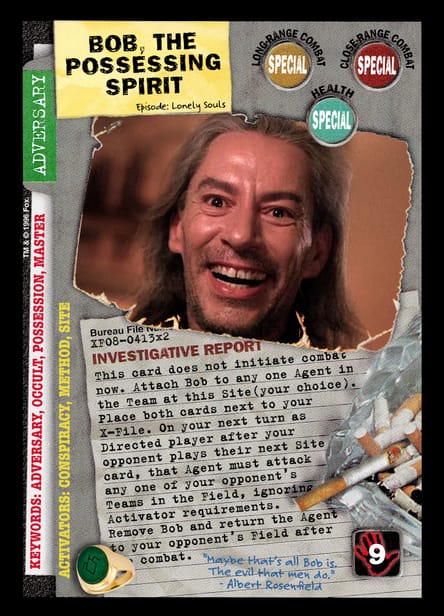 BOB, THE
POSSESSING
SPIRIT
Episode: Lonely Souls
LONG-RANGE COMBAT
SPECIAL
CLOSE-RANGE COMBAT
SPECIAL
HEALTH
SPECIAL
ADVERSARY
TM & © 1996 Fox.
KEYWORDS: ADVERSARY, OCCULT, POSSESSION, MASTER
ACTIVATORS: CONSPIRACY, METHOD, SITE
Bureau File
XF08-0413x2
INVESTIGATIVE REPORT
This card does not initiate combat
now. Attach Bob to any one Agent in
the Team at this Site(your choice).
Place both cards next to your
X-File. On your next turn as
Directed player after your
opponent plays their next Site
card, that Agent must attack
any one of your opponent's
Teams in the Field, ignoring
Activator requirements.
Remove Bob and return the Agent
to your opponent's Field after
combat.
"Maybe that's all Bob is.
The evil that men do."
- Albert Rosenfield
9